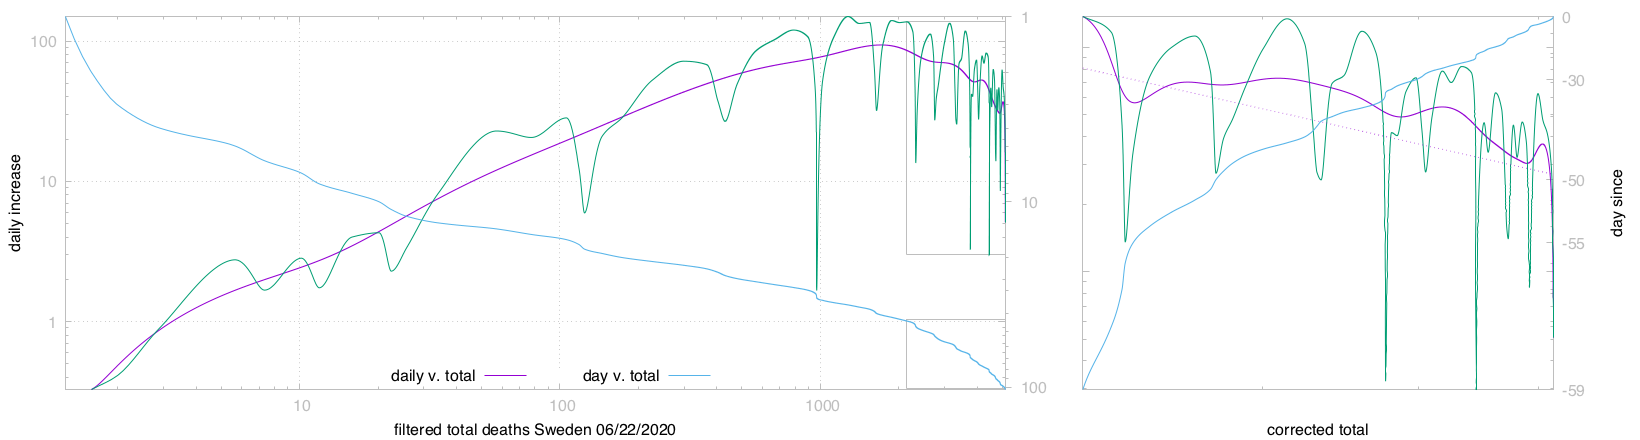 100
10
1
daily increase
1
10
100
daily v. total
day v. total
10
100
1000
filtered total deaths Sweden 06/22/2020
0
-30
-50
-55
-59
day since
corrected total